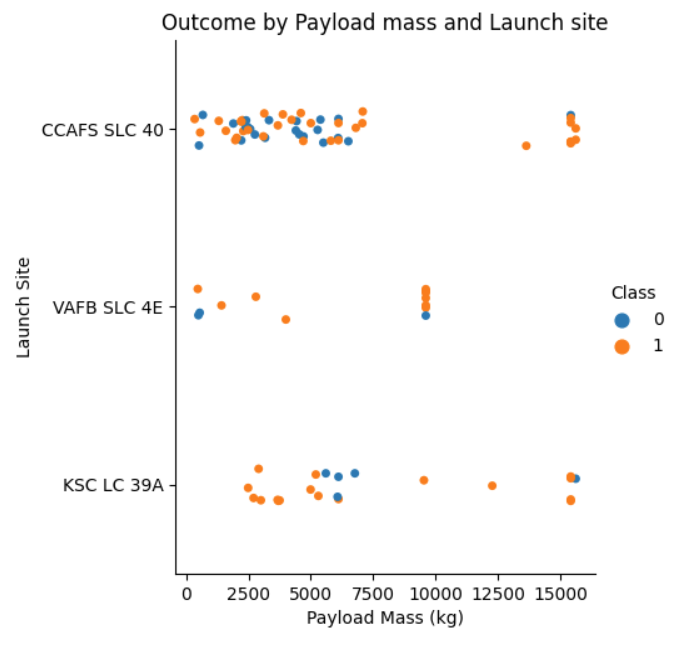 Outcome by Payload mass and Launch site
CCAFS SLC 40
VAFB SLC 4E
KSC LC 39A
Launch Site
0 2500 5000 7500 10000 12500 15000
Payload Mass (kg)
Class
0
1